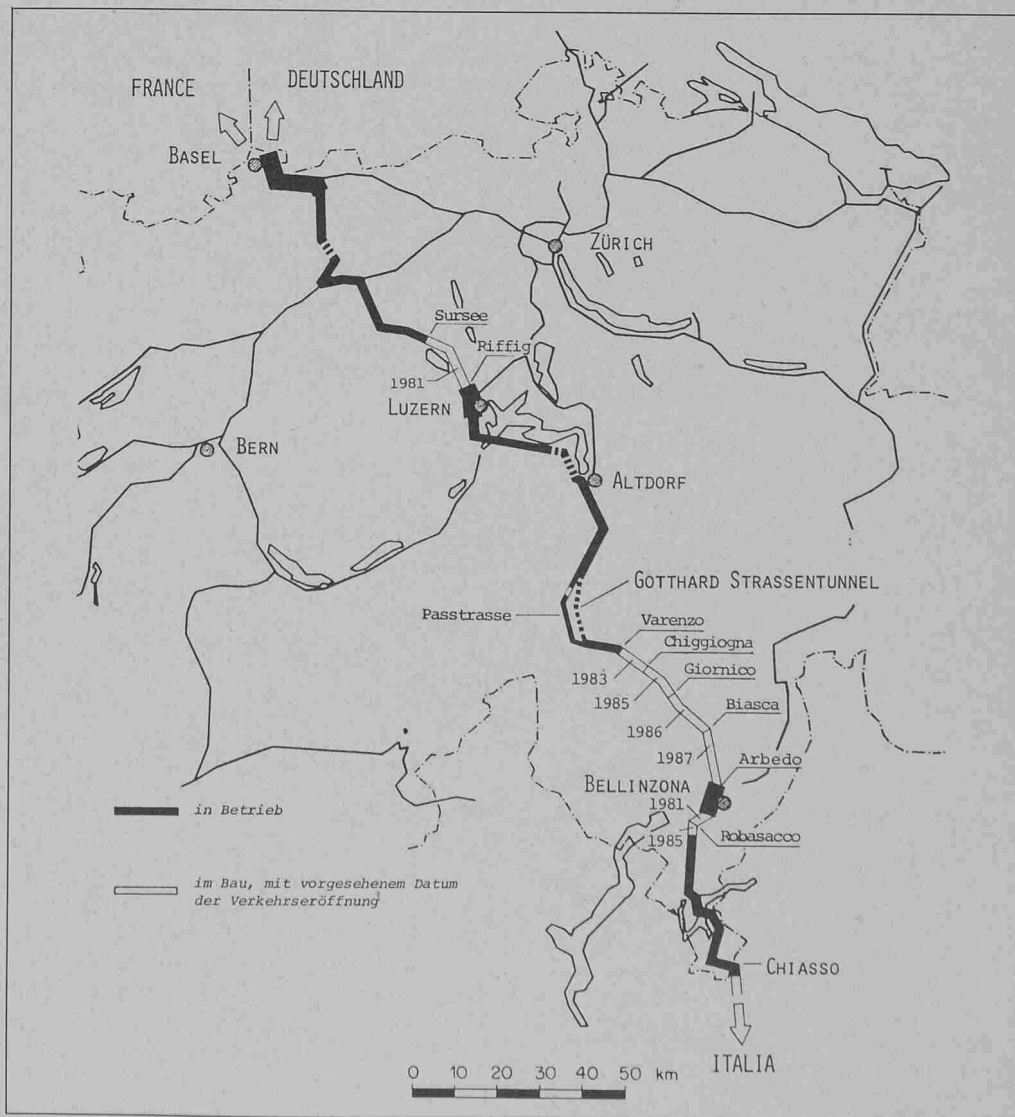 FRANCE
DEUTSCHLAND
BASEL
ZÜRICH
Sursee
Riffig
1981
LUZERN
BERN
ALTDORF
GOTTHARD STRASSENTUNNEL
Passtrasse
Varenzo
Chiggiogna
1983
Giornico
1985
Biasca
1986
1987
Arbedo
BELLINZONA
1981
1985
Robasacco
in Betrieb
im Bau, mit vorgesehenem Datum
der Verkehrseröffnung
CHIASSO
ITALIA
0 10 20 30 40 50 km